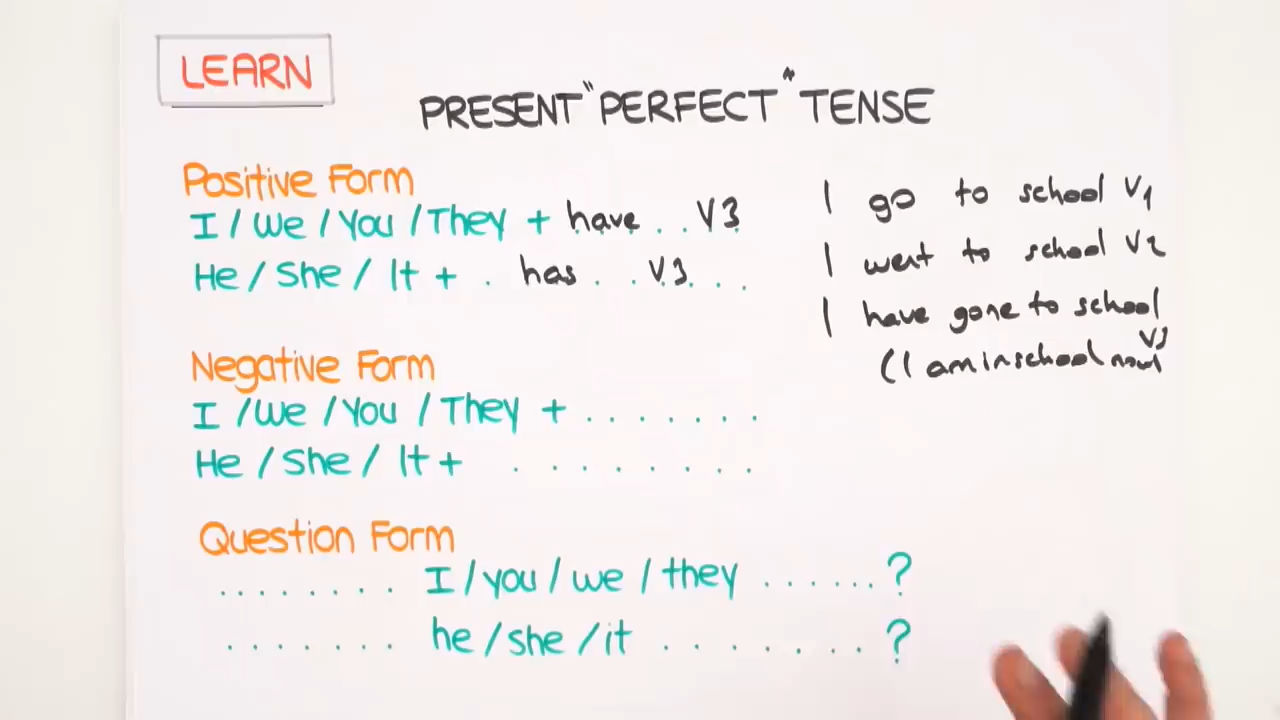 LEARN
PRESENT "PERFECT" TENSE
Positive Form
I / We / You / They + have . . V3
He / She / It + . has . . V3 . . .
I go to school V1
I went to school V2
I have gone to school
V3
(I am in school now
Negative Form
I / We / You / They + . . . . . . .
He / She / It + . . . . . . . .
Question Form
. . . . . . . . I / you / we / they . . . . . . ?
. . . . . . . he / she / it . . . . . . . ?